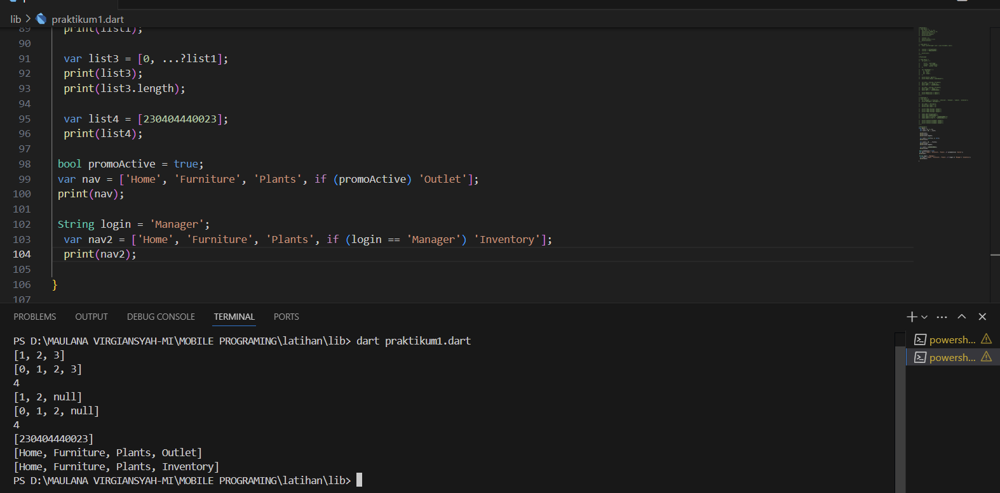 lib > praktikum1.dart
89 print(list1);
90
91 var list3 = [0, ...?list1];
92 print(list3);
93 print(list3.length);
94
95 var list4 = [230404440023];
96 print(list4);
97
98 bool promoActive = true;
99 var nav = ['Home', 'Furniture', 'Plants', if (promoActive) 'Outlet'];
100 print(nav);
101
102 String login = 'Manager';
103 var nav2 = ['Home', 'Furniture', 'Plants', if (login == 'Manager') 'Inventory'];
104 print(nav2);
105
106 }
107
PROBLEMS OUTPUT DEBUG CONSOLE TERMINAL PORTS
PS D:\MAULANA VIRGIANSYAH-MI\MOBILE PROGRAMING\latihan\lib> dart praktikum1.dart
[1, 2, 3]
[0, 1, 2, 3]
4
[1, 2, null]
[0, 1, 2, null]
4
[230404440023]
[Home, Furniture, Plants, Outlet]
[Home, Furniture, Plants, Inventory]
PS D:\MAULANA VIRGIANSYAH-MI\MOBILE PROGRAMING\latihan\lib>
powersh...
powersh...